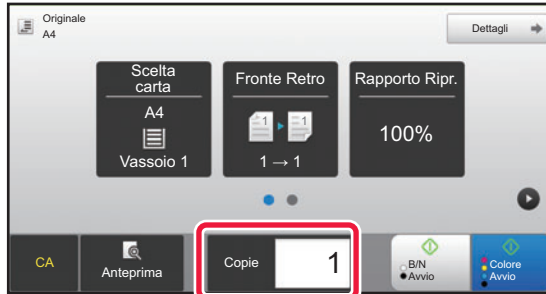 Originale
A4
Dettagli
Scelta
carta
A4
Vassoio 1
Fronte Retro
1
1
1 → 1
Rapporto Ripr.
100%
CA
Anteprima
Copie
1
B/N
Avvio
Colore
Avvio